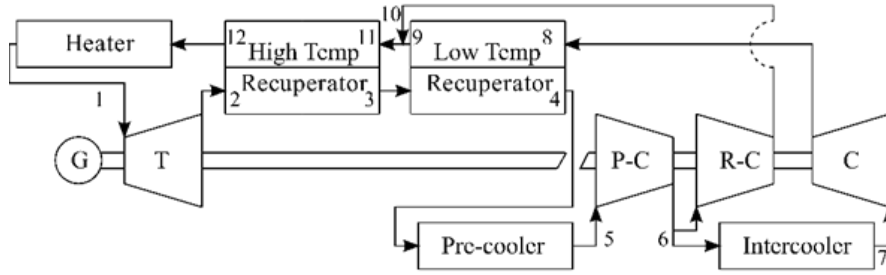 10
Heater
12 11 9 8
High Temp Low Temp
Recuperator Recuperator
1 2 3 4
G T P-C R-C C
Pre-cooler 5 6 Intercooler 7